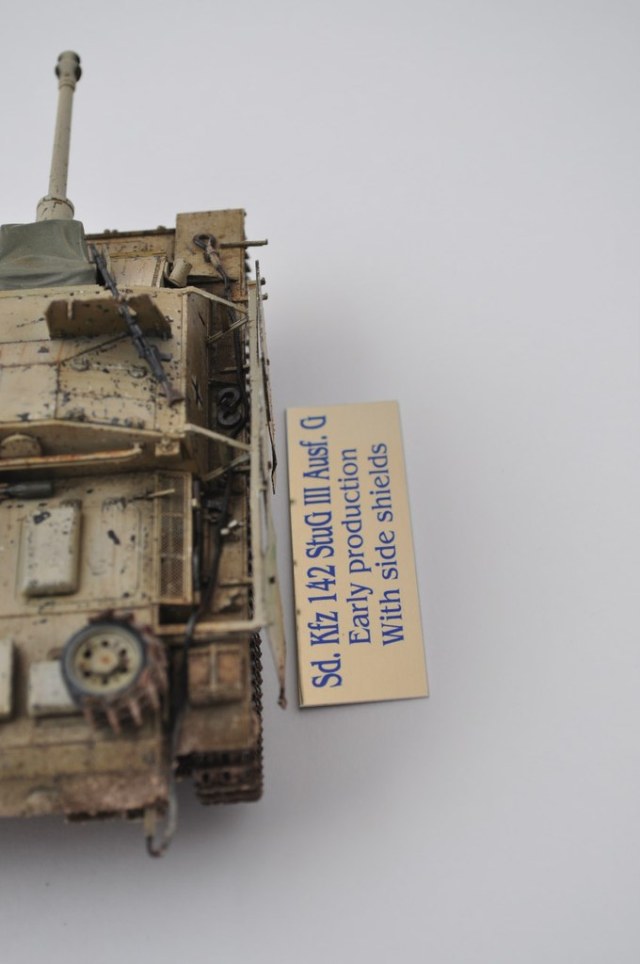 Sd. Kfz 142 StuG III Ausf. G
Early production
With side shields